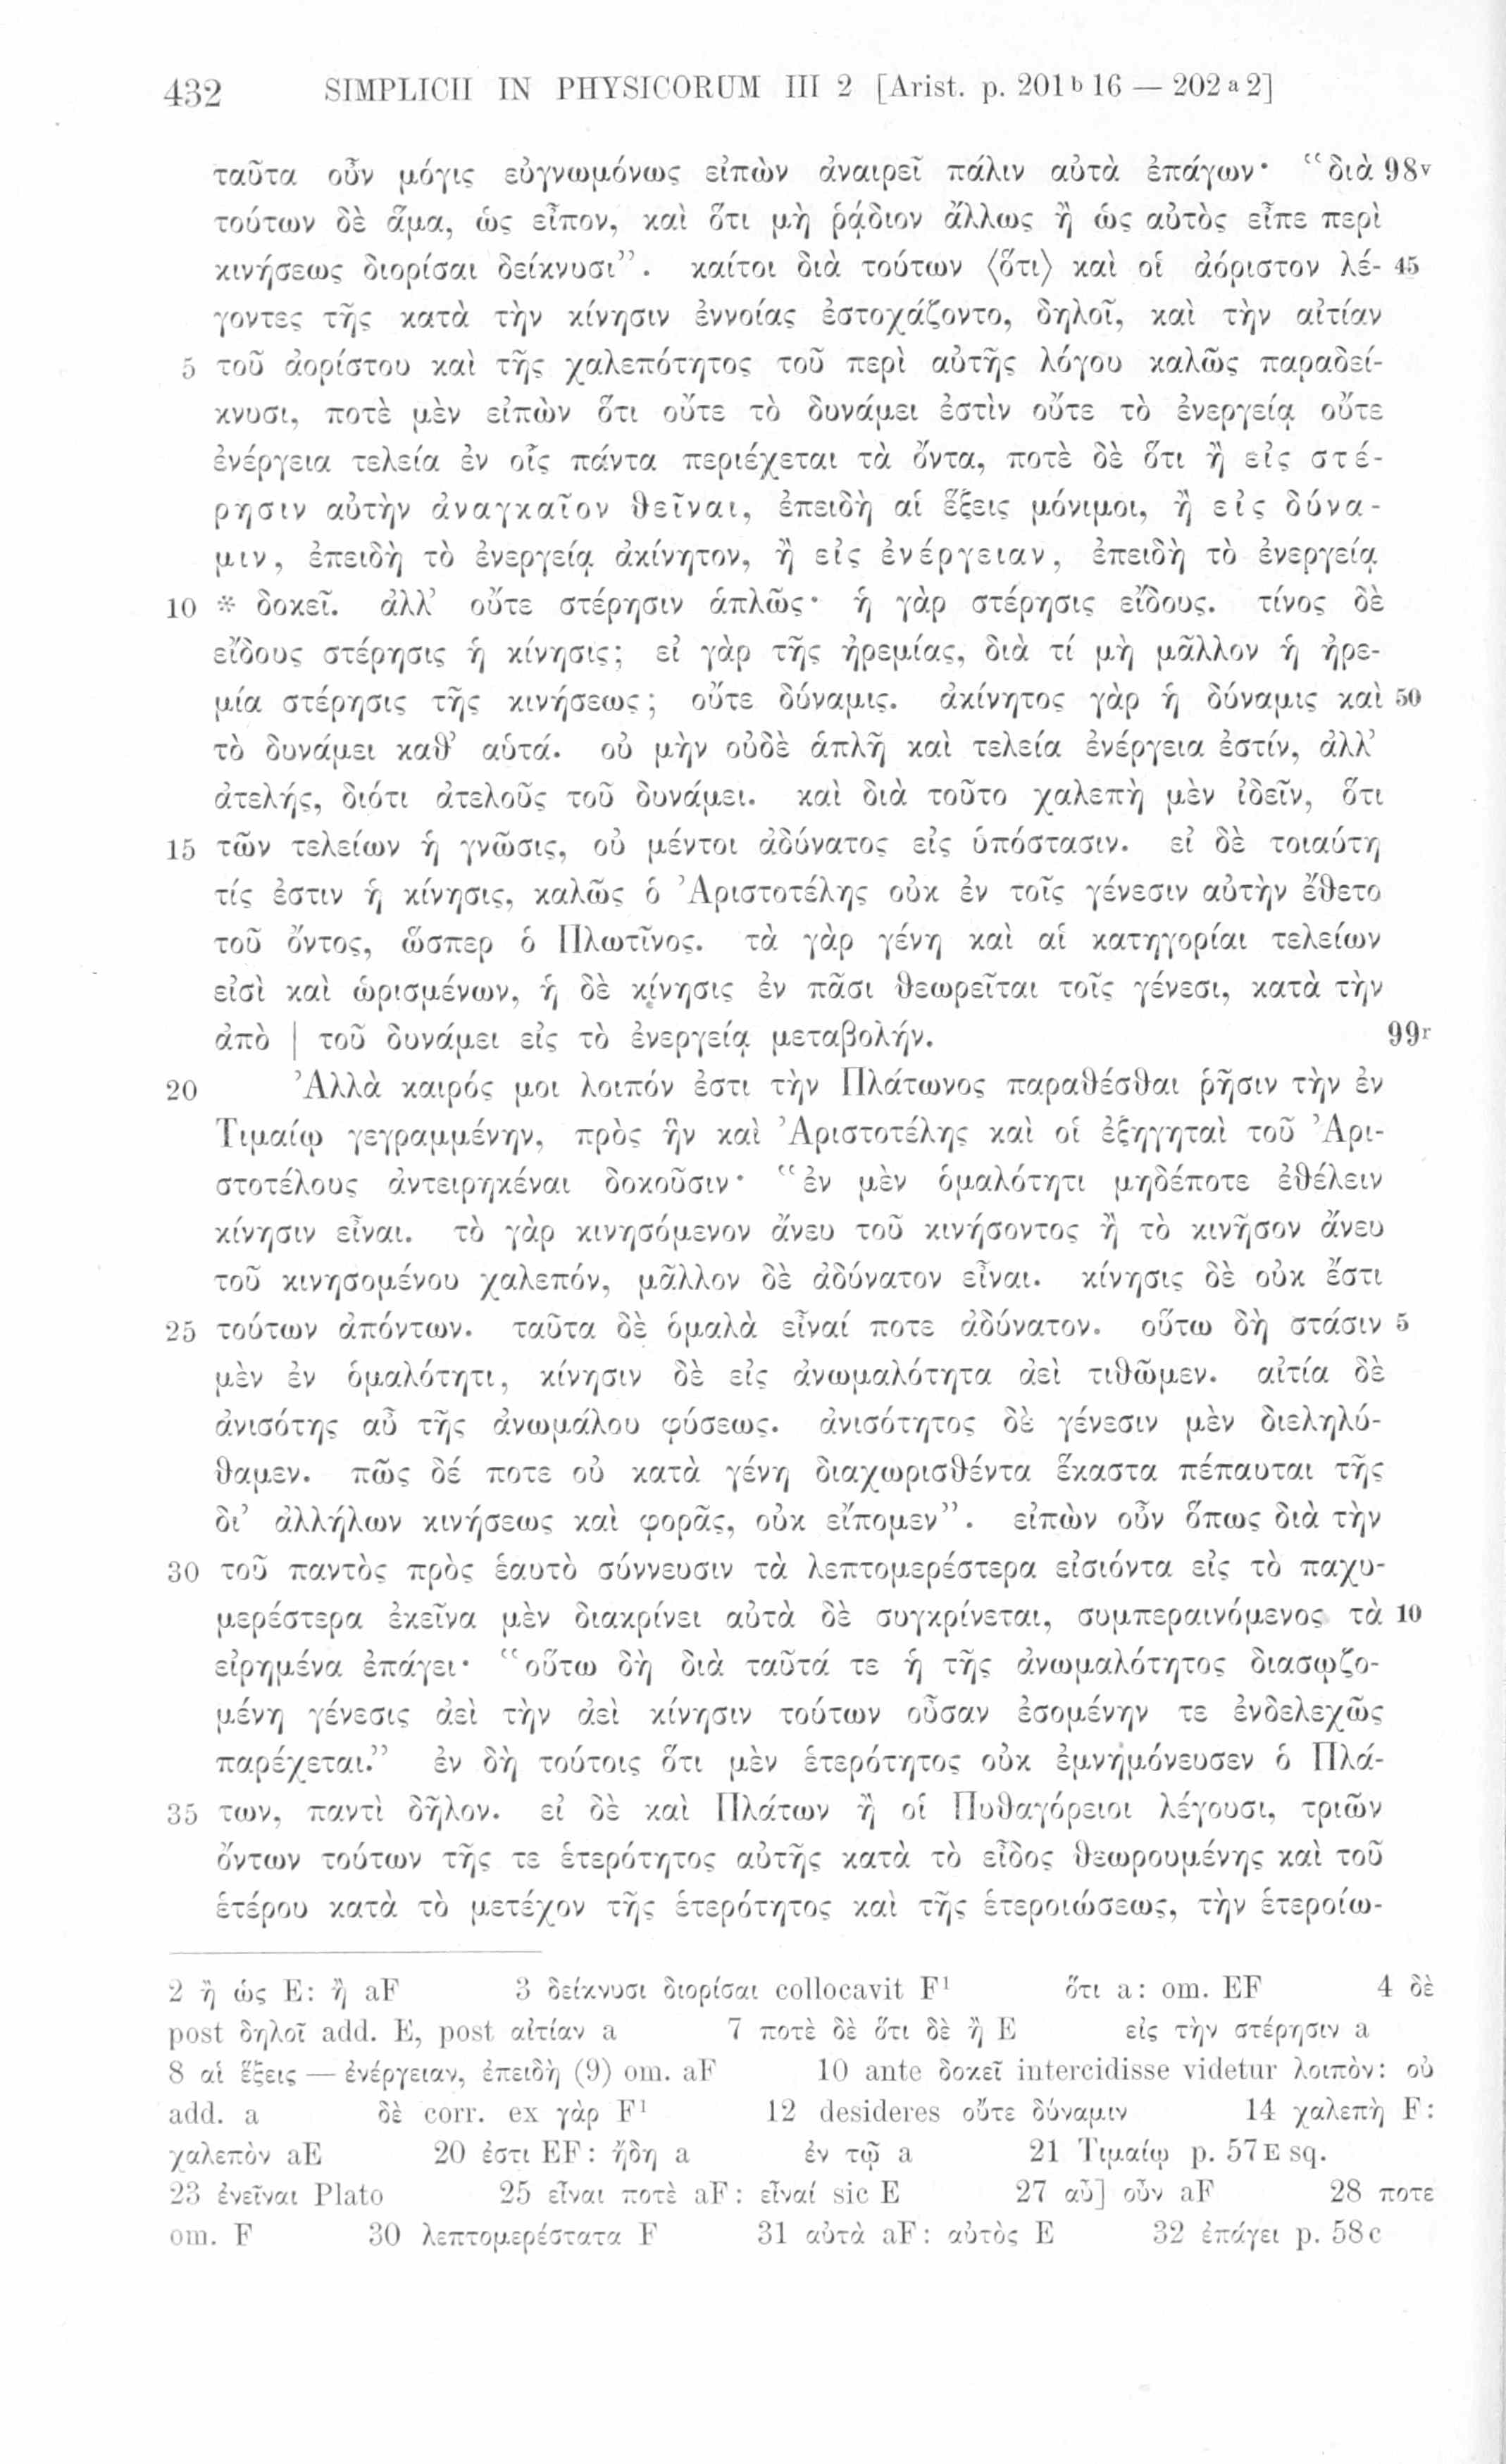 432 SIMPLICII IN PHYSICORUM III 2 [Arist. p. 201ᵇ16 — 202ᵃ2]
ταῦτα οὖν μόγις εὐγνωμόνως εἰπὼν ἀναιρεῖ πάλιν αὐτὰ ἐπάγων· “διὰ 98ᵛ
τούτων δὲ ἅμα, ὡς εἶπον, καὶ ὅτι μὴ ῥᾴδιον ἄλλως ἢ ὡς αὐτὸς εἶπε περὶ
κινήσεως διορίσαι δείκνυσι”. καίτοι διὰ τούτων ⟨ὅτι⟩ καὶ οἱ ἀόριστον λέ- 45
γοντες τῆς κατὰ τὴν κίνησιν ἐννοίας ἐστοχάζοντο, δηλοῖ, καὶ τὴν αἰτίαν
5 τοῦ ἀορίστου καὶ τῆς χαλεπότητος τοῦ περὶ αὐτῆς λόγου καλῶς παραδεί-
κνυσι, ποτὲ μὲν εἰπὼν ὅτι οὔτε τὸ δυνάμει ἐστὶν οὔτε τὸ ἐνεργείᾳ οὔτε
ἐνέργεια τελεία ἐν οἷς πάντα περιέχεται τὰ ὄντα, ποτὲ δὲ ὅτι ἢ εἰς στέ-
ρησιν αὐτὴν ἀναγκαῖον θεῖναι, ἐπειδὴ αἱ ἕξεις μόνιμοι, ἢ εἰς δύνα-
μιν, ἐπειδὴ τὸ ἐνεργείᾳ ἀκίνητον, ἢ εἰς ἐνέργειαν, ἐπειδὴ τὸ ἐνεργείᾳ
10 * δοκεῖ. ἀλλ’ οὔτε στέρησιν ἁπλῶς· ἡ γὰρ στέρησις εἴδους. τίνος δὲ
εἴδους στέρησις ἡ κίνησις; εἰ γὰρ τῆς ἠρεμίας, διὰ τί μὴ μᾶλλον ἡ ἠρε-
μία στέρησις τῆς κινήσεως; οὔτε δύναμις. ἀκίνητος γὰρ ἡ δύναμις καὶ 50
τὸ δυνάμει καθ’ αὑτά. οὐ μὴν οὐδὲ ἁπλῆ καὶ τελεία ἐνέργεια ἐστίν, ἀλλ’
ἀτελής, διότι ἀτελοῦς τοῦ δυνάμει. καὶ διὰ τοῦτο χαλεπὴ μὲν ἰδεῖν, ὅτι
15 τῶν τελείων ἡ γνῶσις, οὐ μέντοι ἀδύνατος εἰς ὑπόστασιν. εἰ δὲ τοιαύτη
τίς ἐστιν ἡ κίνησις, καλῶς ὁ Ἀριστοτέλης οὐκ ἐν τοῖς γένεσιν αὐτὴν ἔθετο
τοῦ ὄντος, ὥσπερ ὁ Πλωτῖνος. τὰ γὰρ γένη καὶ αἱ κατηγορίαι τελείων
εἰσὶ καὶ ὡρισμένων, ἡ δὲ κίνησις ἐν πᾶσι θεωρεῖται τοῖς γένεσι, κατὰ τὴν
ἀπὸ | τοῦ δυνάμει εἰς τὸ ἐνεργείᾳ μεταβολήν. 99ʳ
20 Ἀλλὰ καιρός μοι λοιπόν ἐστι τὴν Πλάτωνος παραθέσθαι ῥῆσιν τὴν ἐν
Τιμαίῳ γεγραμμένην, πρὸς ἣν καὶ Ἀριστοτέλης καὶ οἱ ἐξηγηταὶ τοῦ Ἀρι-
στοτέλους ἀντειρηκέναι δοκοῦσιν· “ἐν μὲν ὁμαλότητι μηδέποτε ἐθέλειν
κίνησιν εἶναι. τὸ γὰρ κινησόμενον ἄνευ τοῦ κινήσοντος ἢ τὸ κινῆσον ἄνευ
τοῦ κινησομένου χαλεπόν, μᾶλλον δὲ ἀδύνατον εἶναι. κίνησις δὲ οὐκ ἔστι
25 τούτων ἀπόντων. ταῦτα δὲ ὁμαλὰ εἶναί ποτε ἀδύνατον. οὕτω δὴ στάσιν 5
μὲν ἐν ὁμαλότητι, κίνησιν δὲ εἰς ἀνωμαλότητα ἀεὶ τιθῶμεν. αἰτία δὲ
ἀνισότης αὖ τῆς ἀνωμάλου φύσεως. ἀνισότητος δὲ γένεσιν μὲν διεληλύ-
θαμεν. πῶς δέ ποτε οὐ κατὰ γένη διαχωρισθέντα ἕκαστα πέπαυται τῆς
δι’ ἀλλήλων κινήσεως καὶ φορᾶς, οὐκ εἴπομεν”. εἰπὼν οὖν ὅπως διὰ τὴν
30 τοῦ παντὸς πρὸς ἑαυτὸ σύννευσιν τὰ λεπτομερέστερα εἰσιόντα εἰς τὸ παχυ-
μερέστερα ἐκεῖνα μὲν διακρίνει αὐτὰ δὲ συγκρίνεται, συμπεραινόμενος τὰ 10
εἰρημένα ἐπάγει· “οὕτω δὴ διὰ ταῦτά τε ἡ τῆς ἀνωμαλότητος διασῳζο-
μένη γένεσις ἀεὶ τὴν ἀεὶ κίνησιν τούτων οὖσαν ἐσομένην τε ἐνδελεχῶς
παρέχεται.” ἐν δὴ τούτοις ὅτι μὲν ἑτερότητος οὐκ ἐμνημόνευσεν ὁ Πλά-
35 των, παντὶ δῆλον. εἰ δὲ καὶ Πλάτων ἢ οἱ Πυθαγόρειοι λέγουσι, τριῶν
ὄντων τούτων τῆς τε ἑτερότητος αὐτῆς κατὰ τὸ εἶδος θεωρουμένης καὶ τοῦ
ἑτέρου κατὰ τὸ μετέχον τῆς ἑτερότητος καὶ τῆς ἑτεροιώσεως, τὴν ἑτεροίω-
2 ἢ ὡς E: ἢ aF 3 δείκνυσι διορίσαι collocavit F¹ ὅτι a: om. EF 4 δὲ
post δηλοῖ add. E, post αἰτίαν a 7 ποτὲ δὲ ὅτι δὲ ἢ E εἰς τὴν στέρησιν a
8 αἱ ἕξεις — ἐνέργειαν, ἐπειδὴ (9) om. aF 10 ante δοκεῖ intercidisse videtur λοιπὸν: οὐ
add. a δὲ corr. ex γὰρ F¹ 12 desideres οὔτε δύναμιν 14 χαλεπὴ F:
χαλεπὸν aE 20 ἐστι EF: ἤδη a ἐν τῷ a 21 Τιμαίῳ p. 57E sq.
23 ἐνεῖναι Plato 25 εἶναι ποτὲ aF: εἶναί sic E 27 αὖ] οὖν aF 28 ποτε
om. F 30 λεπτομερέστατα F 31 αὐτὰ aF: αὐτὸς E 32 ἐπάγει p. 58c